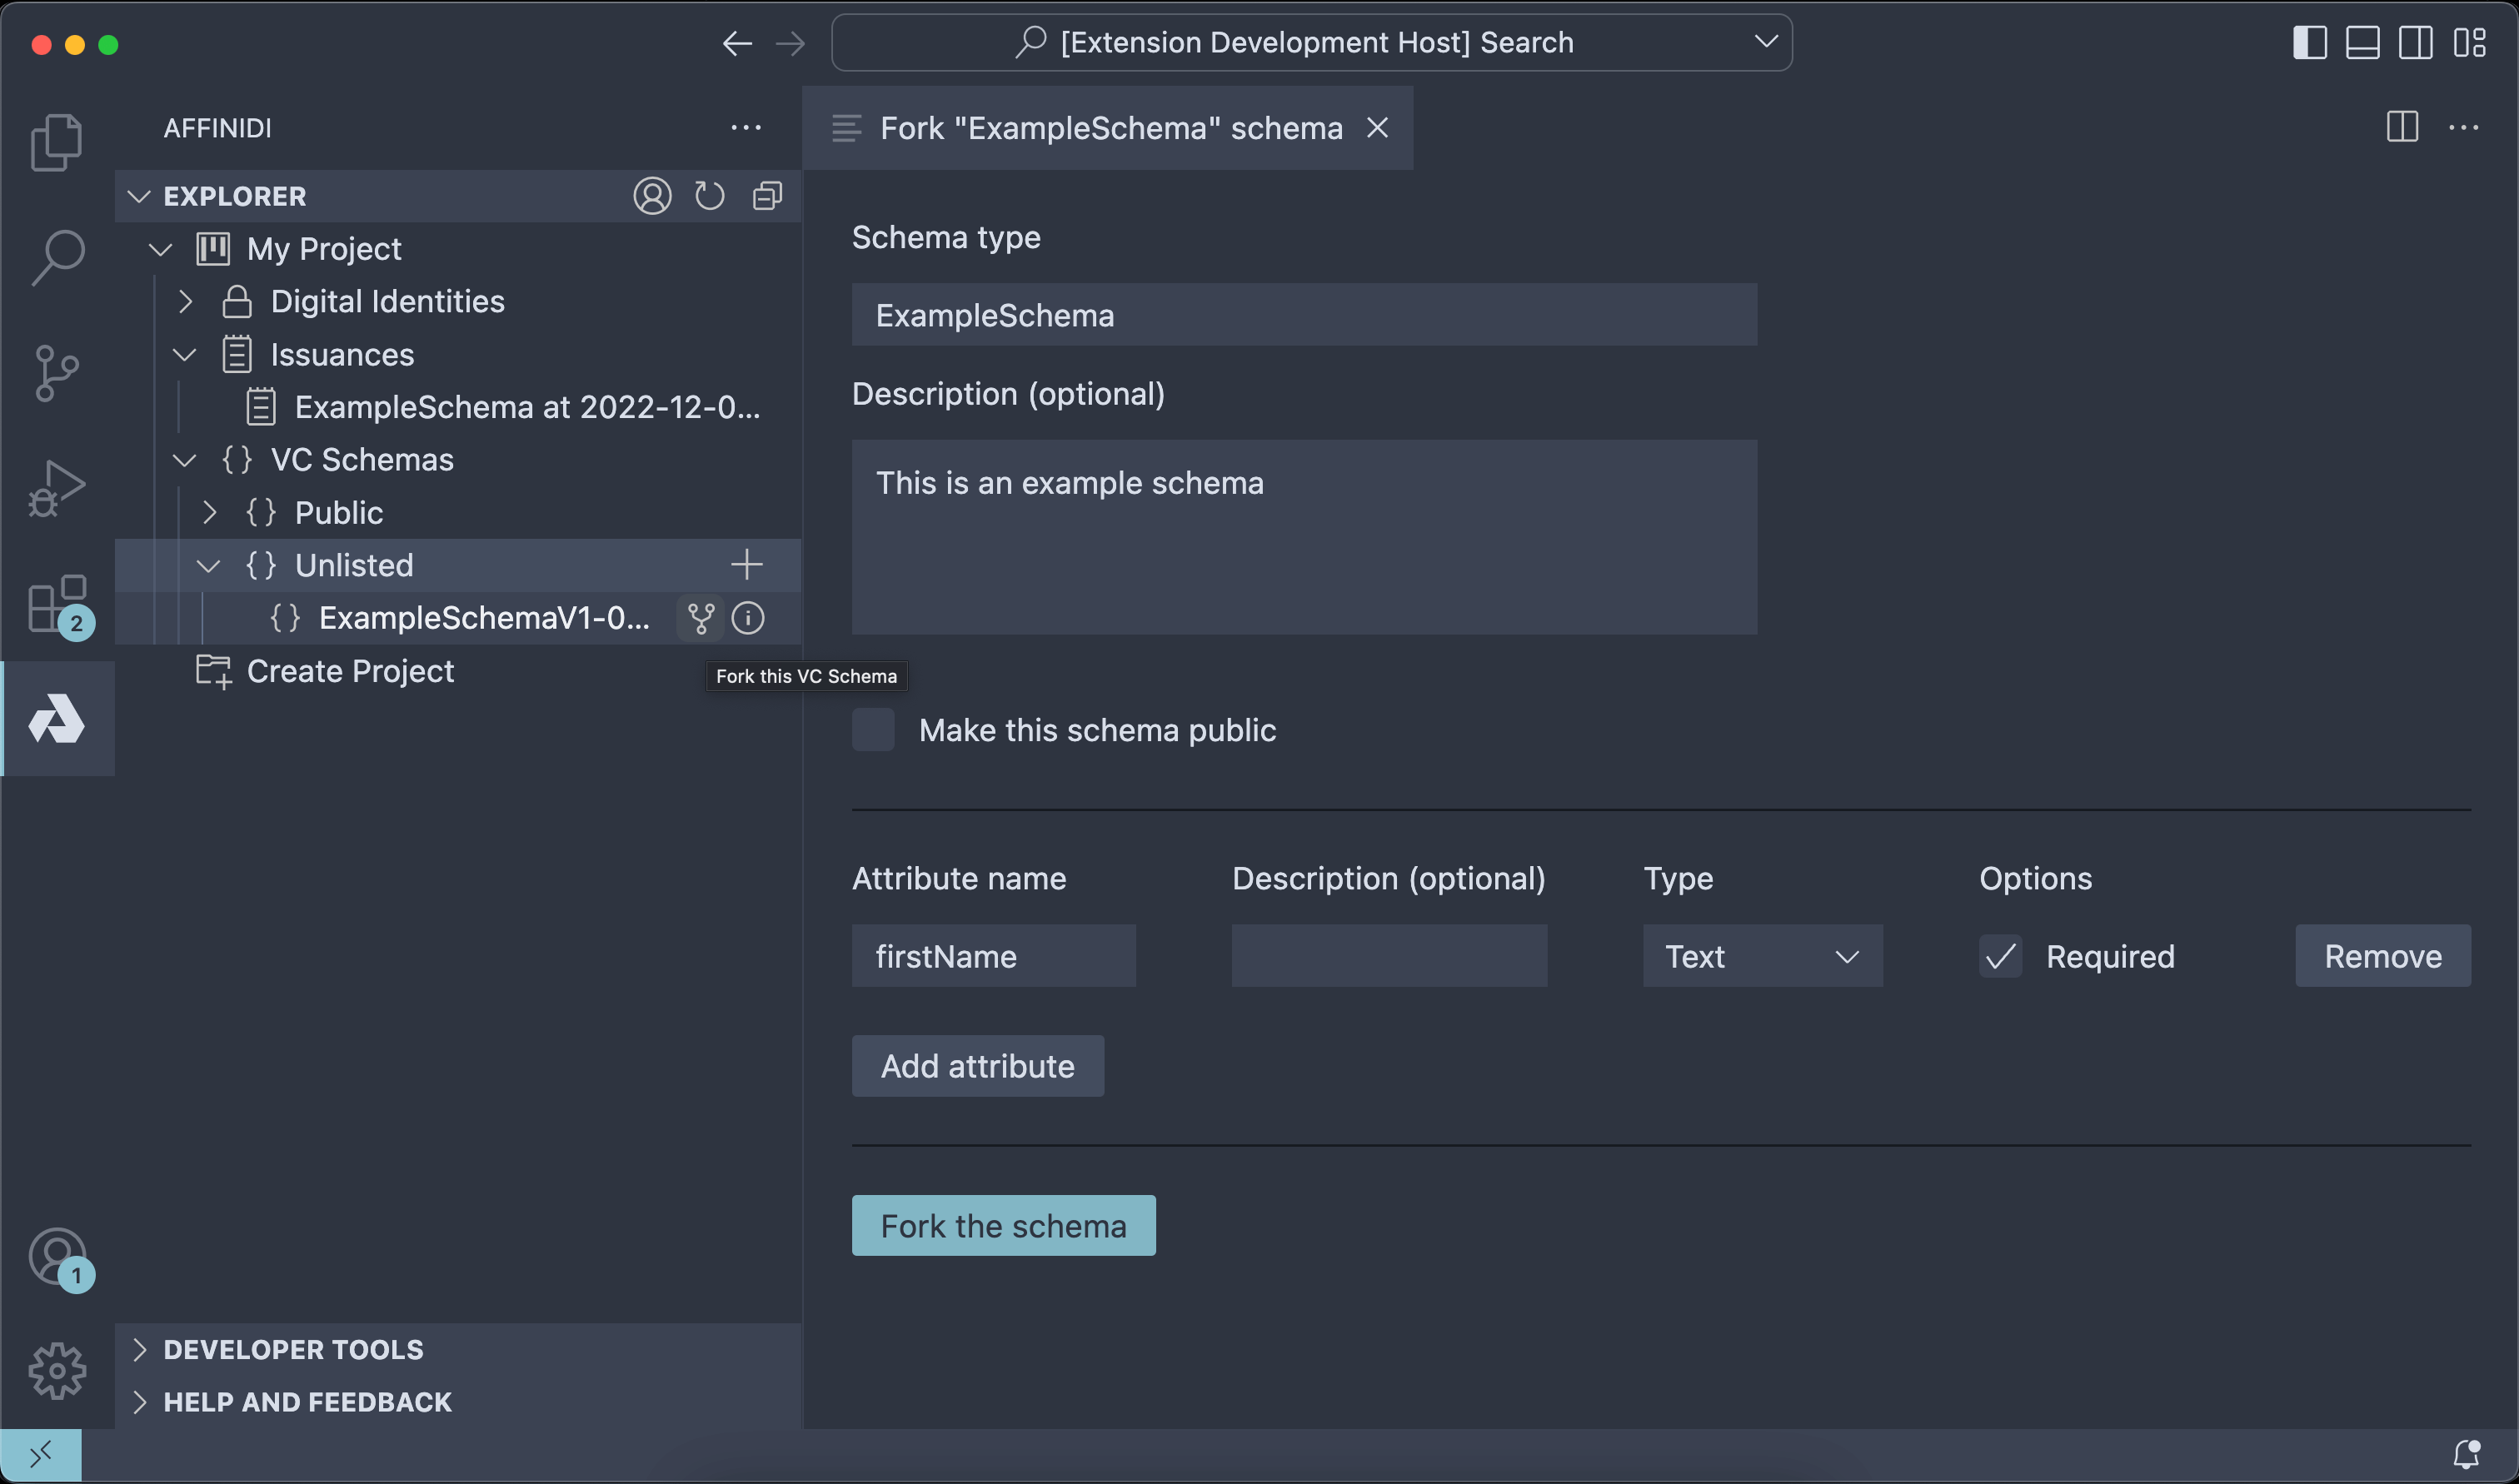 [Extension Development Host] Search
AFFINIDI
Fork "ExampleSchema" schema
EXPLORER
My Project
Digital Identities
Issuances
ExampleSchema at 2022-12-0...
VC Schemas
Public
Unlisted
ExampleSchemaV1-0...
Create Project
Fork this VC Schema
2
1
DEVELOPER TOOLS
HELP AND FEEDBACK
Schema type
ExampleSchema
Description (optional)
This is an example schema
Make this schema public
Attribute name Description (optional) Type Options
firstName Text Required Remove
Add attribute
Fork the schema